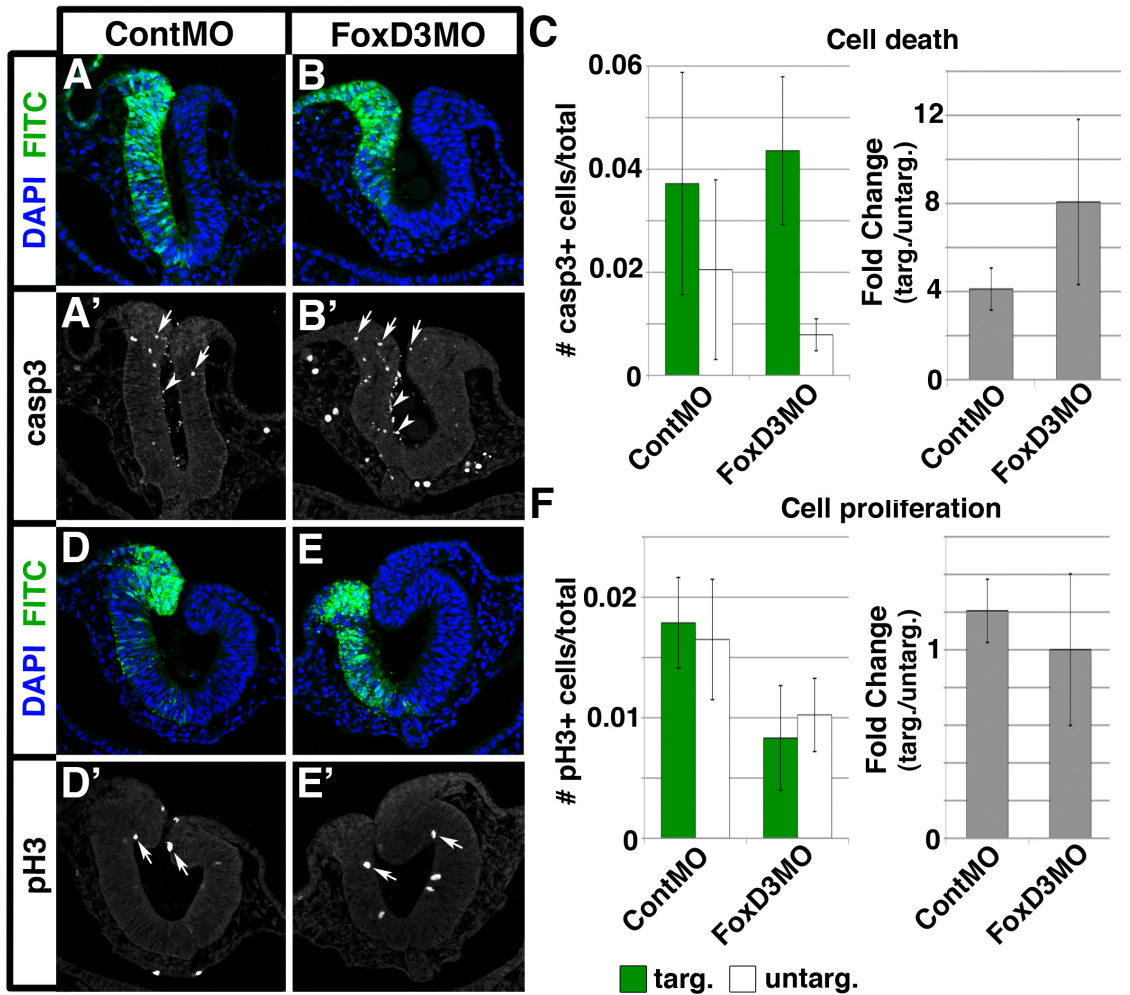 ContMO
FoxD3MO
DAPI FITC
A
B
casp3
A’
B’
DAPI FITC
D
E
pH3
D’
E’
C
Cell death
# casp3+ cells/total
0.06
0.04
0.02
0
ContMO
FoxD3MO
Fold Change
(targ./untarg.)
12
8
4
0
ContMO
FoxD3MO
F
Cell proliferation
# pH3+ cells/total
0.02
0.01
0
ContMO
FoxD3MO
Fold Change
(targ./untarg.)
1
0
ContMO
FoxD3MO
targ.
untarg.